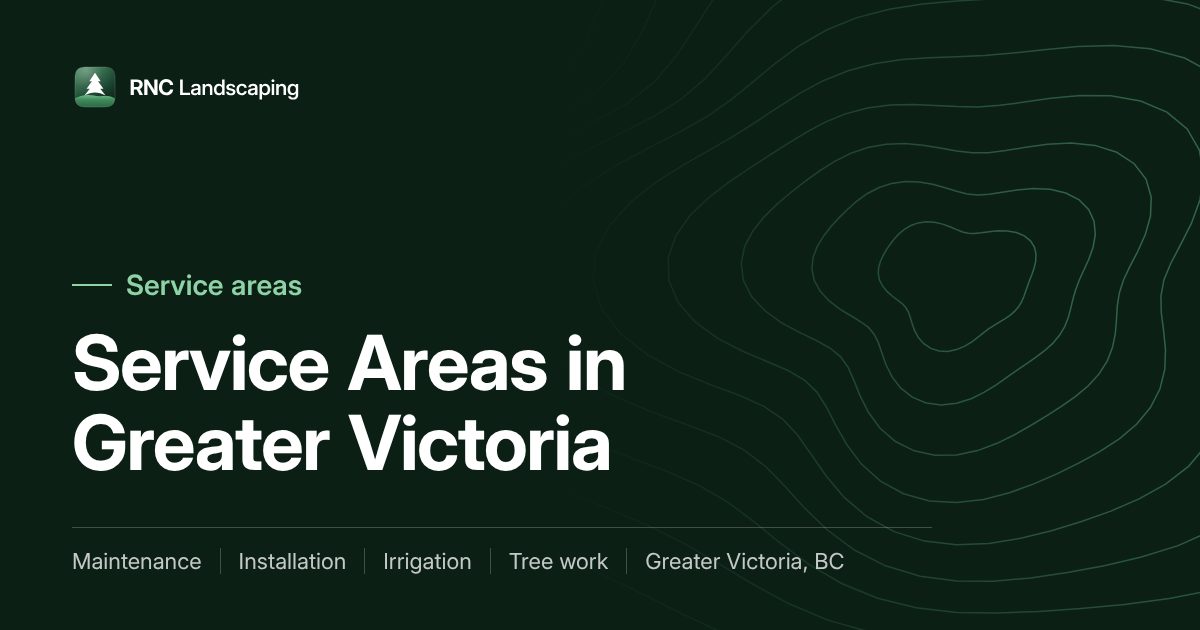 RNC Landscaping
Service areas
Service Areas in
Greater Victoria
Maintenance | Installation | Irrigation | Tree work | Greater Victoria, BC